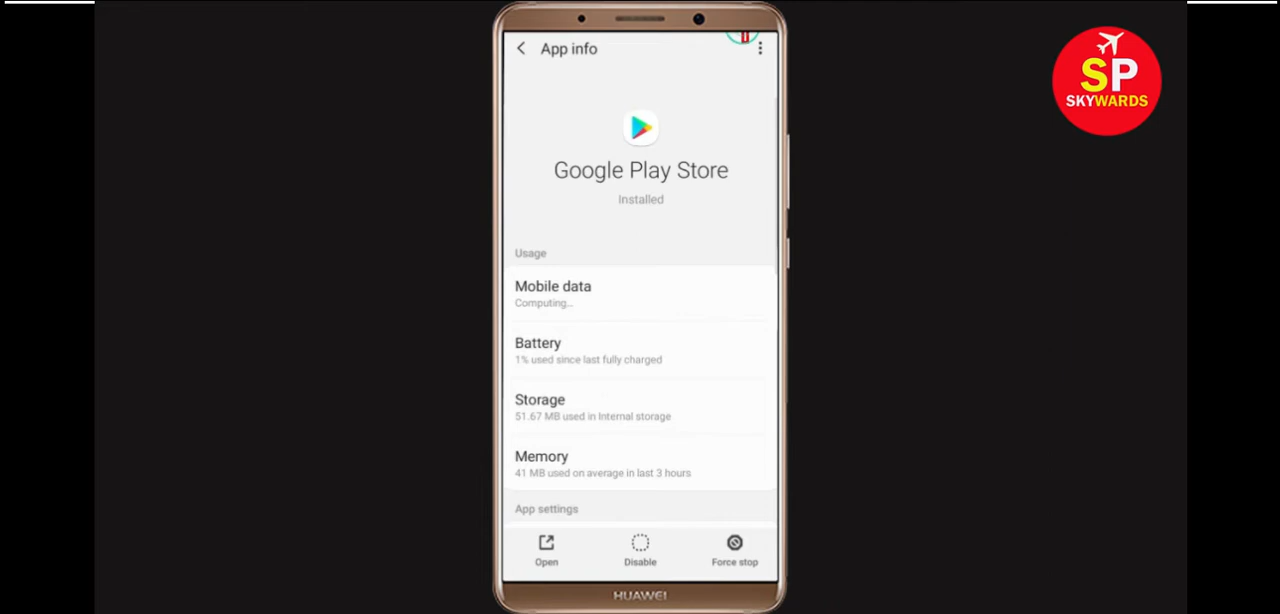 App info
SP
SKYWARDS
Google Play Store
Installed
Usage
Mobile data
Computing...
Battery
1% used since last fully charged
Storage
51.67 MB used in Internal storage
Memory
41 MB used on average in last 3 hours
App settings
Open
Disable
Force stop
HUAWEI